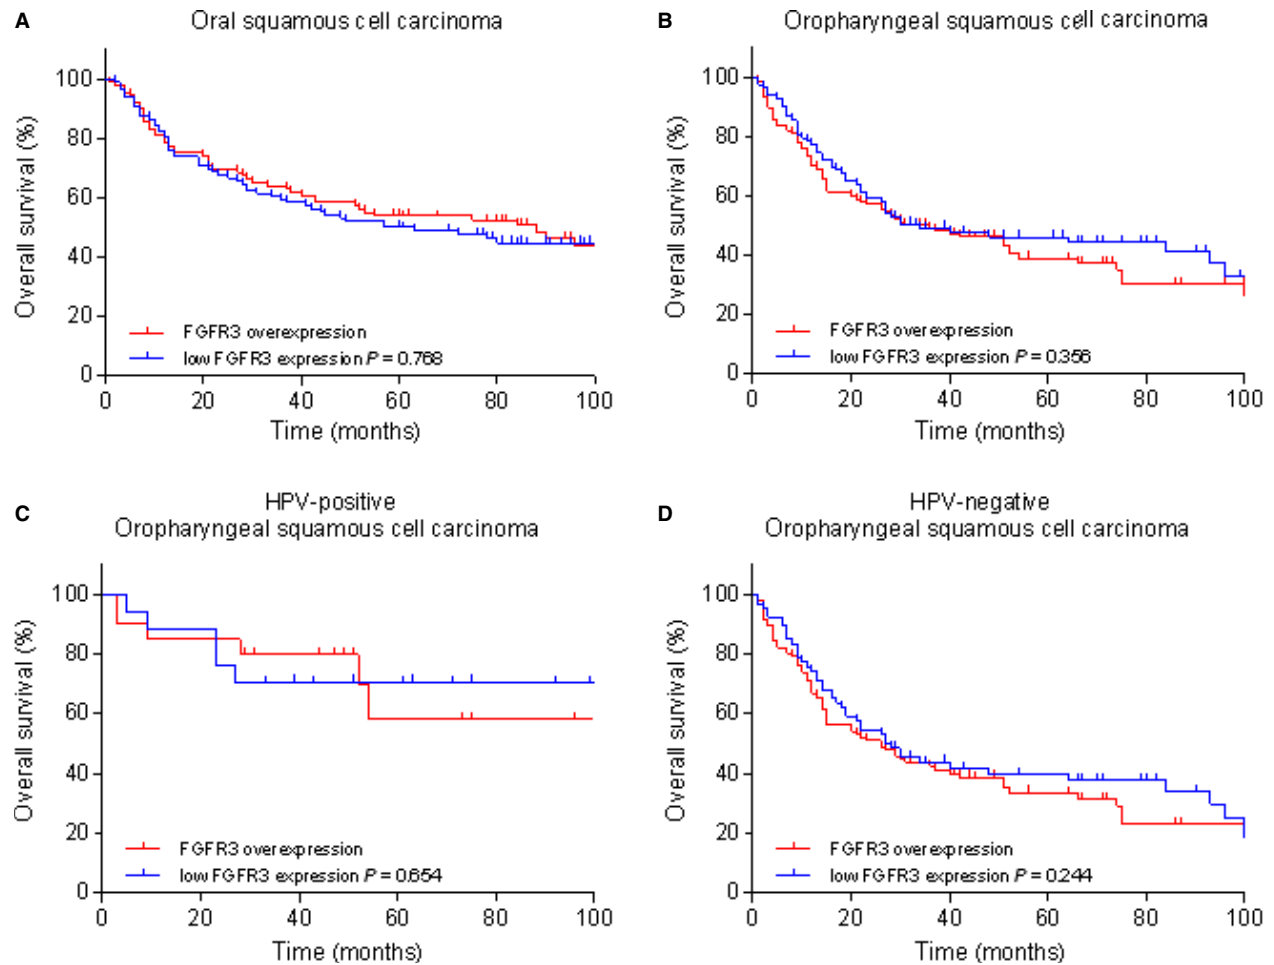 A
Oral squamous cell carcinoma
Overall survival (%)
100
80
60
40
20
0
FGFR3 overexpression
low FGFR3 expression P = 0.768
0 20 40 60 80 100
Time (months)
B
Oropharyngeal squamous cell carcinoma
Overall survival (%)
100
80
60
40
20
0
FGFR3 overexpression
low FGFR3 expression P = 0.356
0 20 40 60 80 100
Time (months)
C
HPV-positive
Oropharyngeal squamous cell carcinoma
Overall survival (%)
100
80
60
40
20
0
FGFR3 overexpression
low FGFR3 expression P = 0.654
0 20 40 60 80 100
Time (months)
D
HPV-negative
Oropharyngeal squamous cell carcinoma
Overall survival (%)
100
80
60
40
20
0
FGFR3 overexpression
low FGFR3 expression P = 0.244
0 20 40 60 80 100
Time (months)